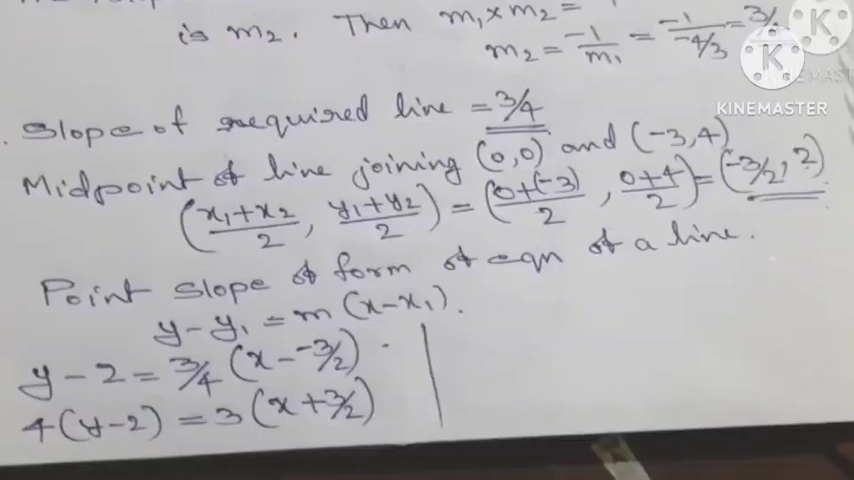 is m₂. Then m₁ × m₂ =
m₂ = -1/m₁ = -1/(-4/3) = 3/
Slope of required line = 3/4
Midpoint of line joining (0,0) and (-3,4)
((x₁+x₂)/2, (y₁+y₂)/2) = ((0+(-3))/2, (0+4)/2) = (-3/2, 2)
Point slope of form of eqn of a line.
y - y₁ = m (x - x₁).
y - 2 = 3/4 (x - -3/2)
4(y-2) = 3 (x + 3/2)
KINEMASTER